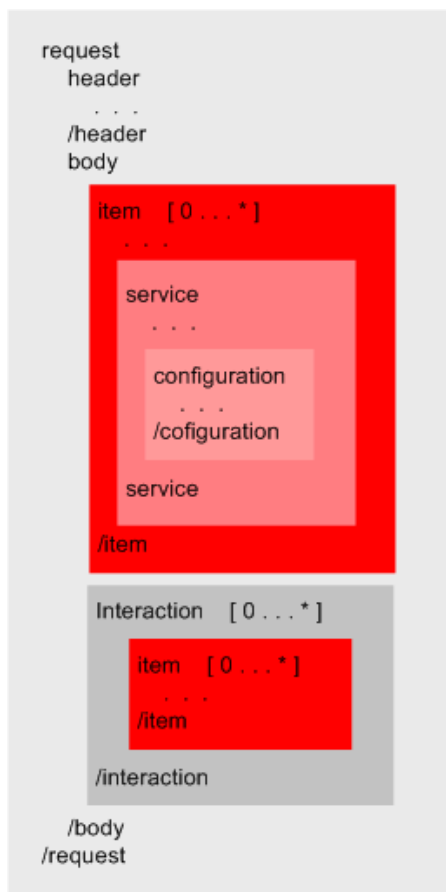 request
header
. . .
/header
body
item [ 0 . . . * ]
. . .
service
. . .
configuration
. . .
/cofiguration
service
/item
Interaction [ 0 . . . * ]
item [ 0 . . . * ]
. . .
/item
/interaction
/body
/request